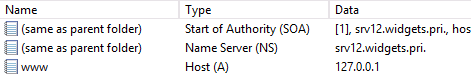 Name Type Data
(same as parent folder) Start of Authority (SOA) [1], srv12.widgets.pri., hos
(same as parent folder) Name Server (NS) srv12.widgets.pri.
www Host (A) 127.0.0.1